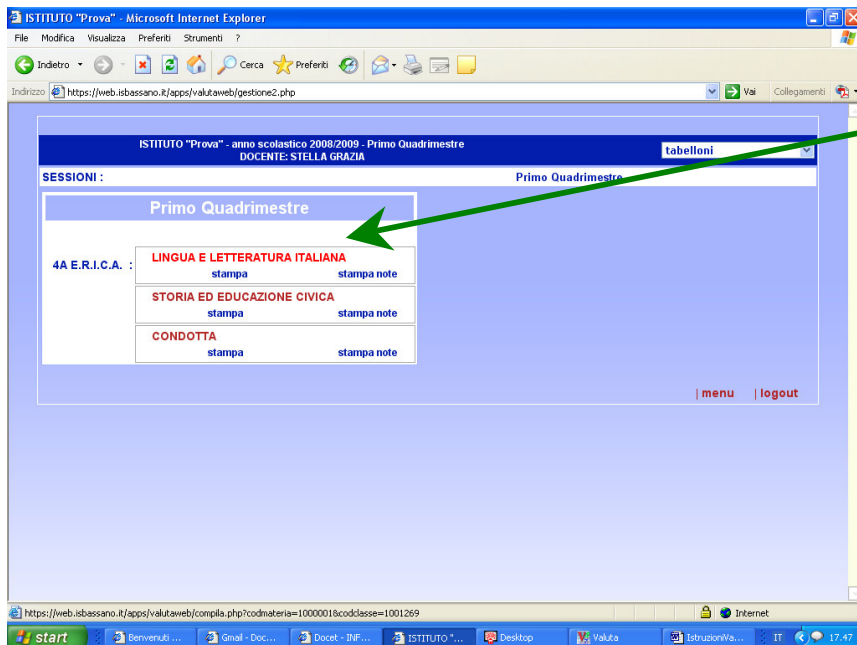 ISTITUTO "Prova" - Microsoft Internet Explorer
File Modifica Visualizza Preferiti Strumenti ?
Indietro Cerca Preferiti
Indirizzo https://web.isbassano.it/apps/valutaweb/gestione2.php Vai Collegamenti
ISTITUTO "Prova" - anno scolastico 2008/2009 - Primo Quadrimestre
DOCENTE: STELLA GRAZIA
tabelloni
SESSIONI : Primo Quadrimestre
Primo Quadrimestre
4A E.R.I.C.A. : LINGUA E LETTERATURA ITALIANA
stampa stampa note
STORIA ED EDUCAZIONE CIVICA
stampa stampa note
CONDOTTA
stampa stampa note
| menu | logout
https://web.isbassano.it/apps/valutaweb/compila.php?codmateria=1000001&codclasse=1001269 Internet
start Benvenuti ... Gmail - Doc... Docet - INF... ISTITUTO "... Desktop Valuta IstruzioniVa... IT 17.47